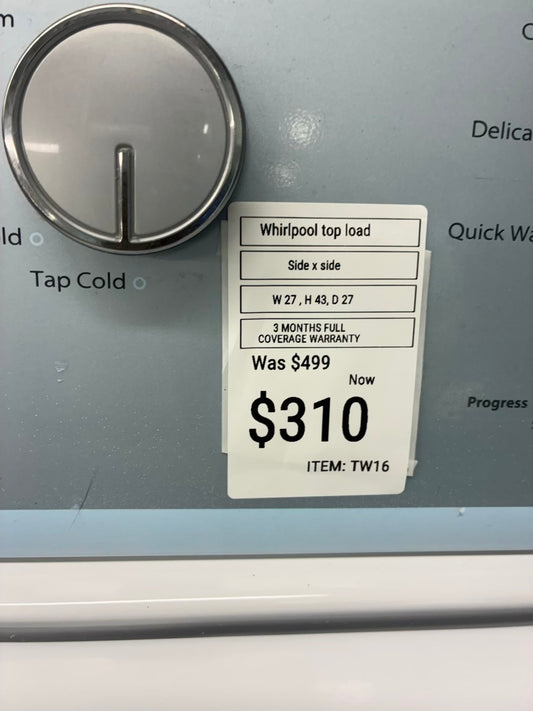 Tap Cold
Delica
Quick Wa
Progress
Whirlpool top load
Side x side
W 27 , H 43, D 27
3 MONTHS FULL
COVERAGE WARRANTY
Was $499
Now
$310
ITEM: TW16